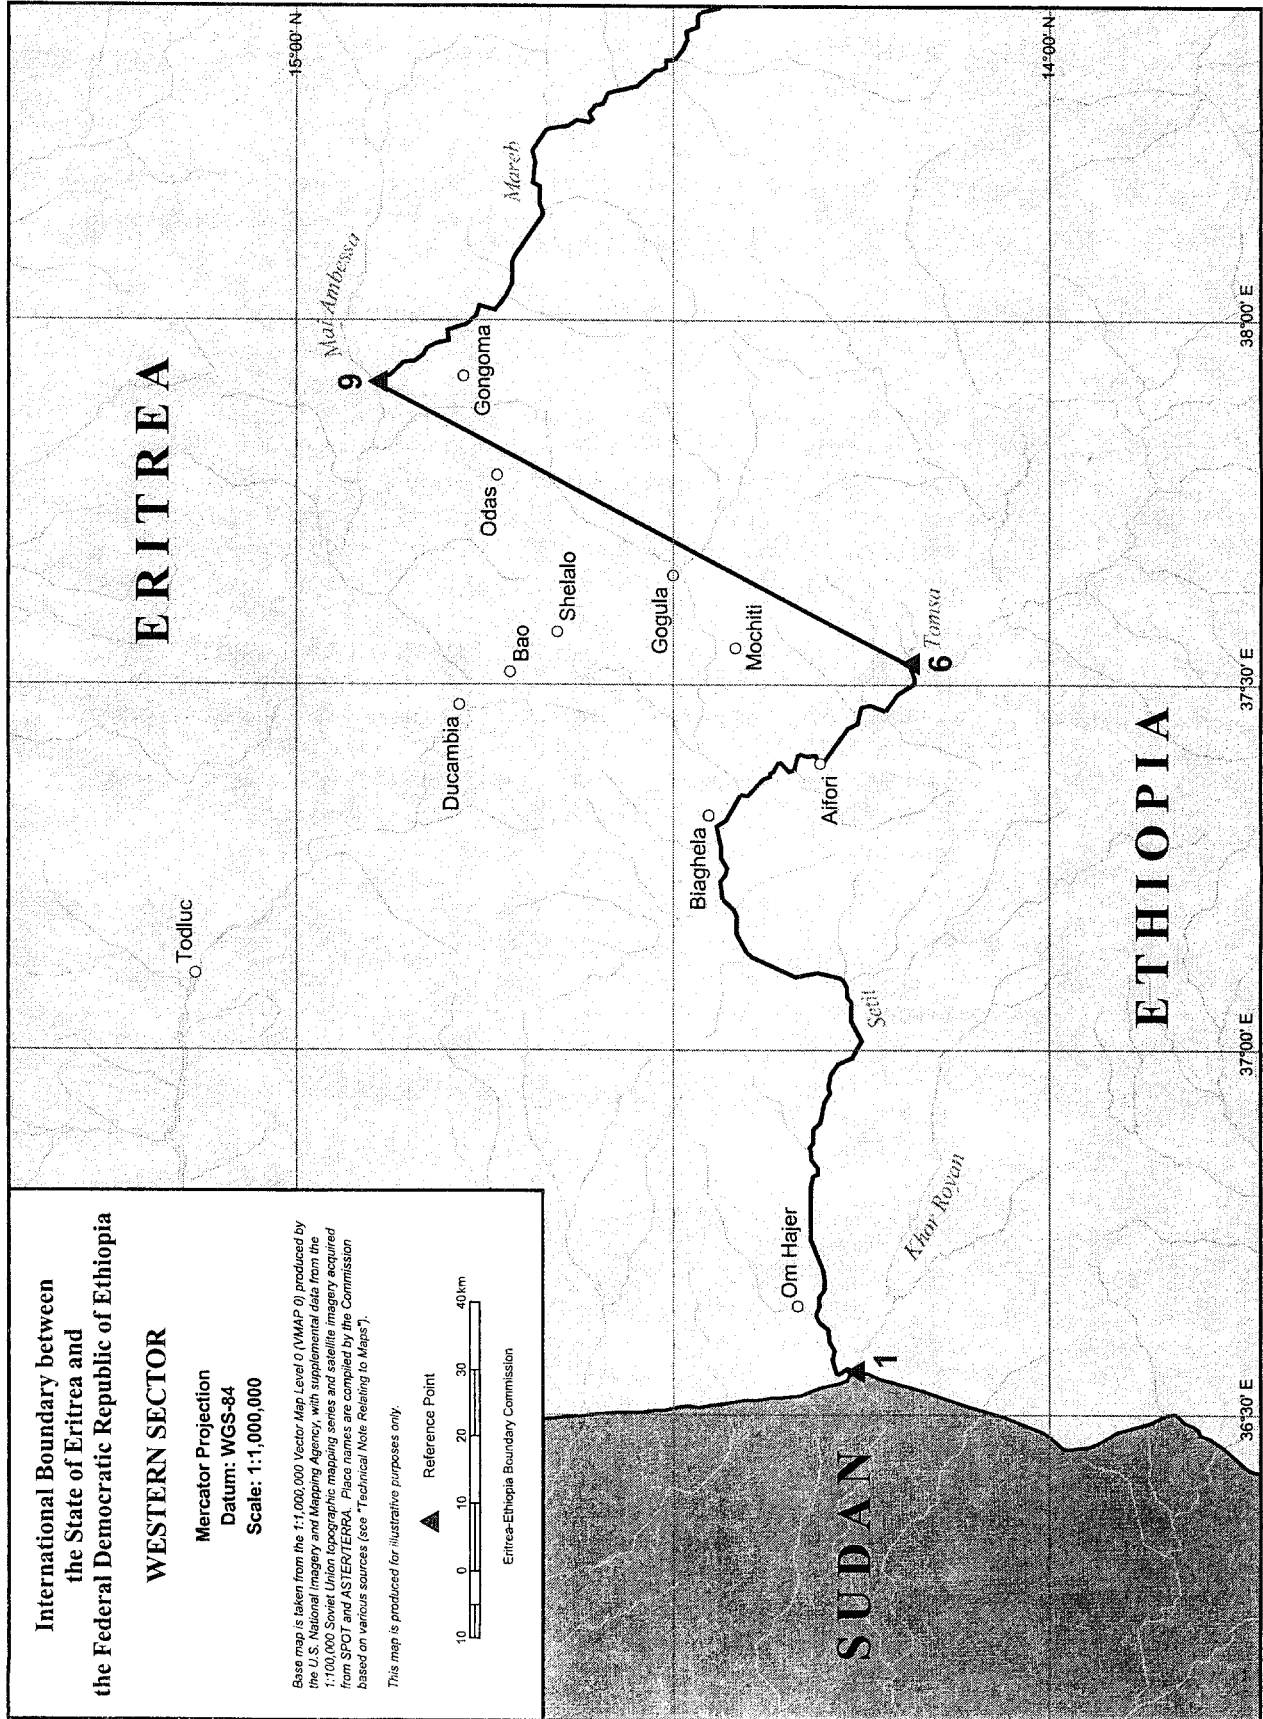 International Boundary between
the State of Eritrea and
the Federal Democratic Republic of Ethiopia
WESTERN SECTOR
Mercator Projection
Datum: WGS-84
Scale: 1:1,000,000
Base map is taken from the 1:1,000,000 Vector Map Level 0 (VMAP 0) produced by
the U.S. National Imagery and Mapping Agency, with supplemental data from the
1:100,000 Soviet Union topographic mapping series and satellite imagery acquired
from SPOT and ASTER/TERRA. Place names are compiled by the Commission
based on various sources (see "Technical Note Relating to Maps").
This map is produced for illustrative purposes only.
Reference Point
10 0 10 20 30 40km
Eritrea-Ethiopia Boundary Commission
ERITREA
15°00' N
Todluc
Mai Ambessa
9
Ducambia
Gongoma
Odas
Bao
Mareb
Shelalo
Gogula
Biaghela
Mochiti
Om Hajer
Aifori
SUDAN
1
Setit
Tomsa
6
Khor Royan
14°00' N
ETHIOPIA
36°30' E
37°00' E
37°30' E
38°00' E